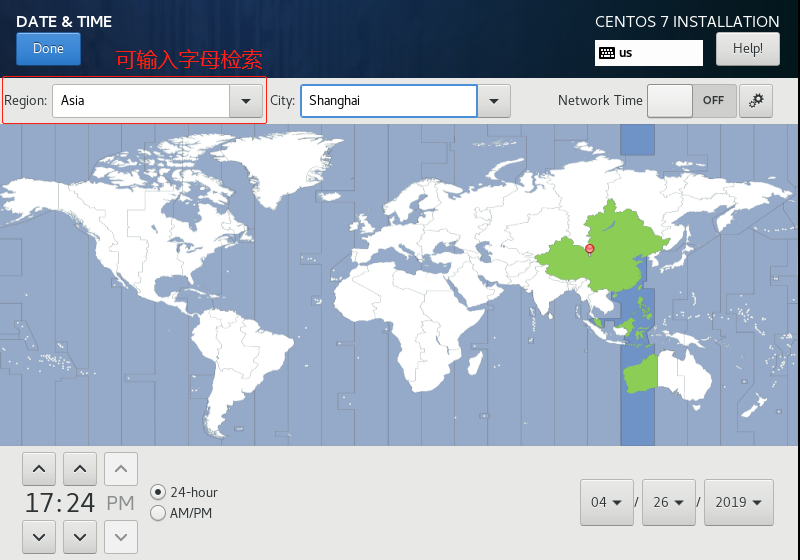 DATE & TIME
CENTOS 7 INSTALLATION
Done
可输入字母检索
us
Help!
Region: Asia
City: Shanghai
Network Time OFF
17:24 PM
24-hour
AM/PM
04 / 26 / 2019